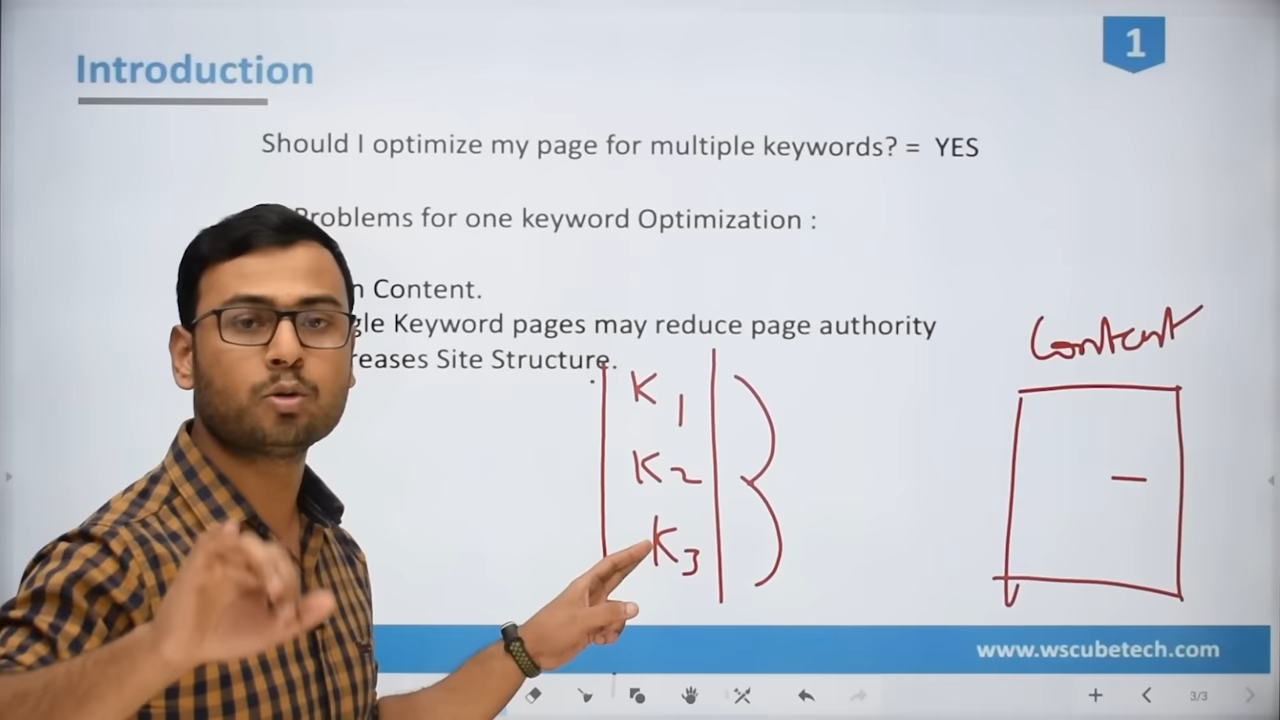 1
Introduction
Should I optimize my page for multiple keywords? = YES
Problems for one keyword Optimization :
Content.
Keyword pages may reduce page authority
Site Structure.
Content
K1
K2
K3
www.wscubetech.com
3/3